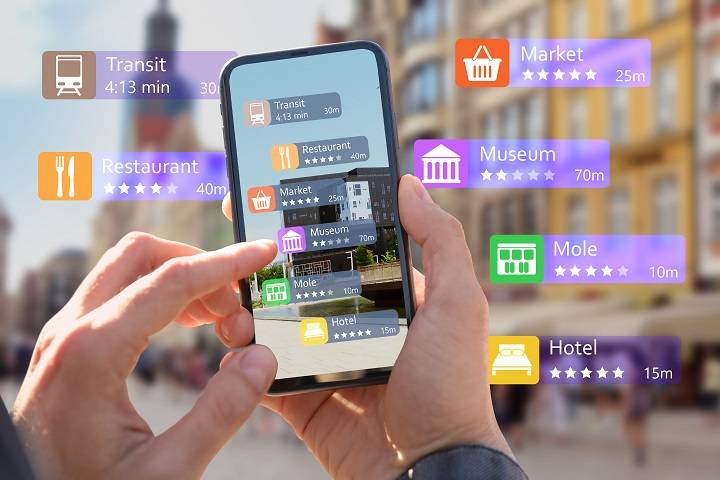 Transit
4:13 min 30
Restaurant
40m
Market
25m
Museum
70m
Mole
10m
Hotel
15m
Transit
4:13 min 30m
Restaurant
40m
Market
25m
Museum
70m
Mole
10m
Hotel
15m